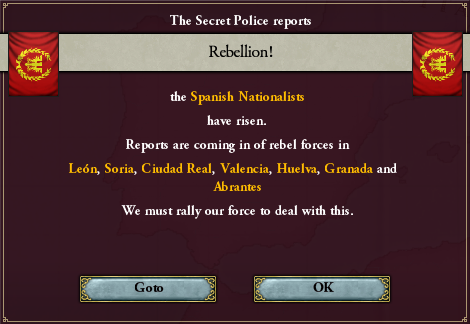 The Secret Police reports
Rebellion!
the Spanish Nationalists
have risen.
Reports are coming in of rebel forces in
León, Soria, Ciudad Real, Valencia, Huelva, Granada and
Abrantes
We must rally our force to deal with this.
Goto
OK